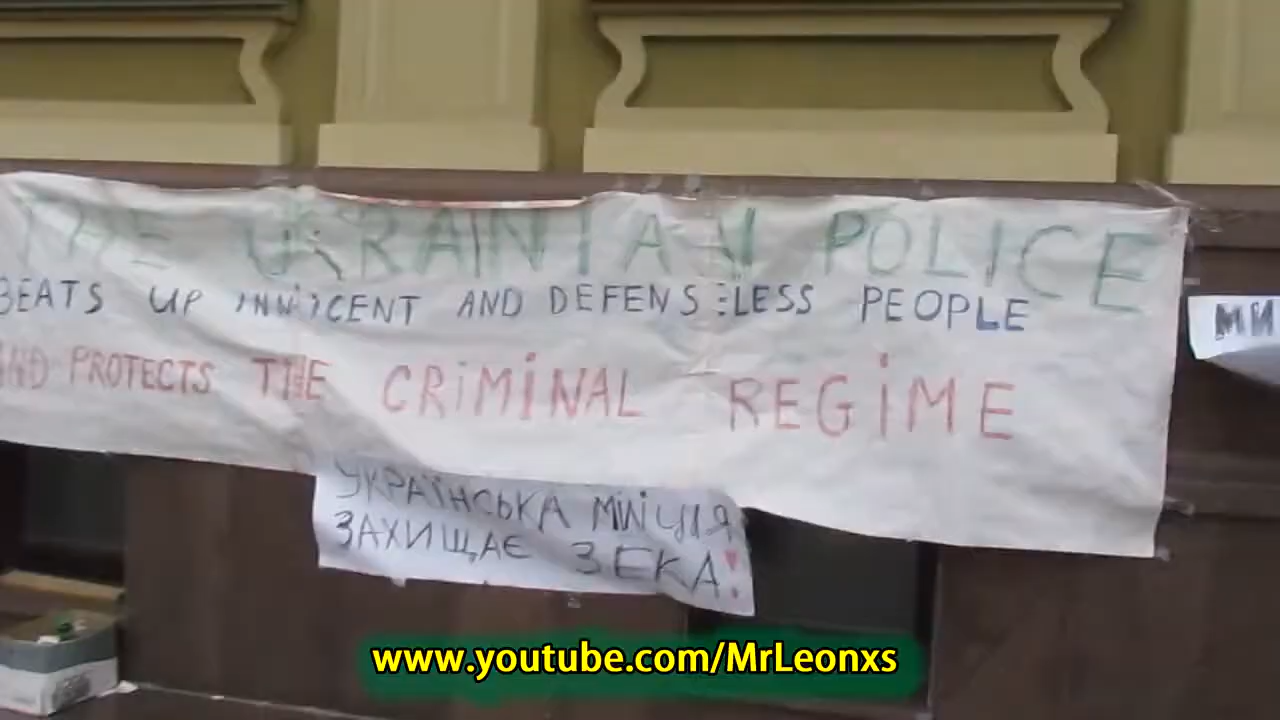 THE UKRAINIAN POLICE
BEATS UP INNOCENT AND DEFENSELESS PEOPLE
AND PROTECTS THE CRIMINAL REGIME
МИ
УКРАЇНСЬКА МІЛІЦІЯ
ЗАХИЩАЄ ЗЕКА!
www.youtube.com/MrLeonxs